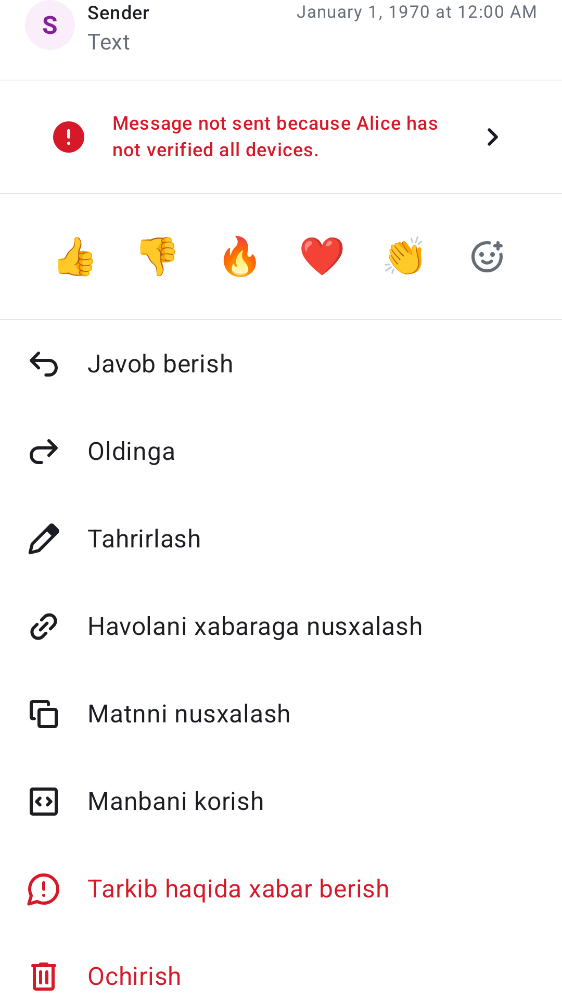 S
Sender
January 1, 1970 at 12:00 AM
Text
Message not sent because Alice has
not verified all devices.
Javob berish
Oldinga
Tahrirlash
Havolani xabaraga nusxalash
Matnni nusxalash
Manbani korish
Tarkib haqida xabar berish
Ochirish